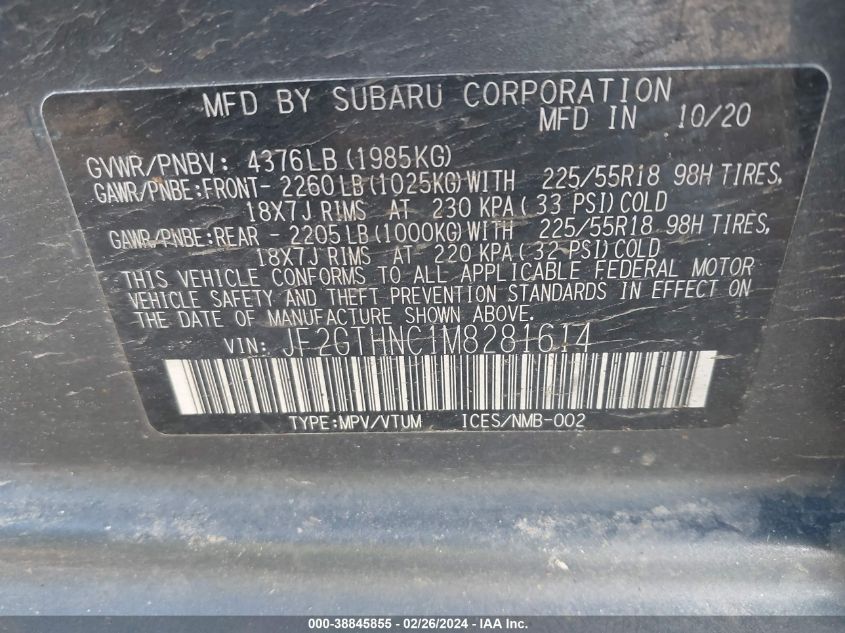 MFD BY SUBARU CORPORATION
MFD IN 10/20
GVWR/PNBV: 4376LB(1985KG)
GAWR/PNBE:FRONT-2260LB(1025KG)WITH 225/55R18 98H TIRES,
18X7J RIMS AT 230 KPA(33 PSI)COLD
GAWR/PNBE:REAR -2205LB(1000KG)WITH 225/55R18 98H TIRES,
18X7J RIMS AT 220 KPA(32 PSI)COLD
THIS VEHICLE CONFORMS TO ALL APPLICABLE FEDERAL MOTOR
VEHICLE SAFETY AND THEFT PREVENTION STANDARDS IN EFFECT ON
THE DATE OF MANUFACTURE SHOWN ABOVE.
VIN: JF2GTHNC1M8281614
TYPE:MPV/VTUM ICES/NMB-002
000-38845855 - 02/26/2024 - IAA Inc.